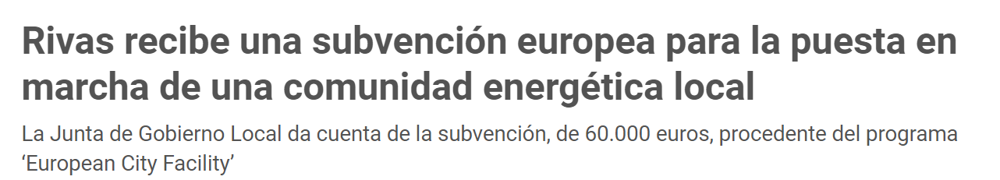 Rivas recibe una subvención europea para la puesta en
marcha de una comunidad energética local
La Junta de Gobierno Local da cuenta de la subvención, de 60.000 euros, procedente del programa
‘European City Facility’